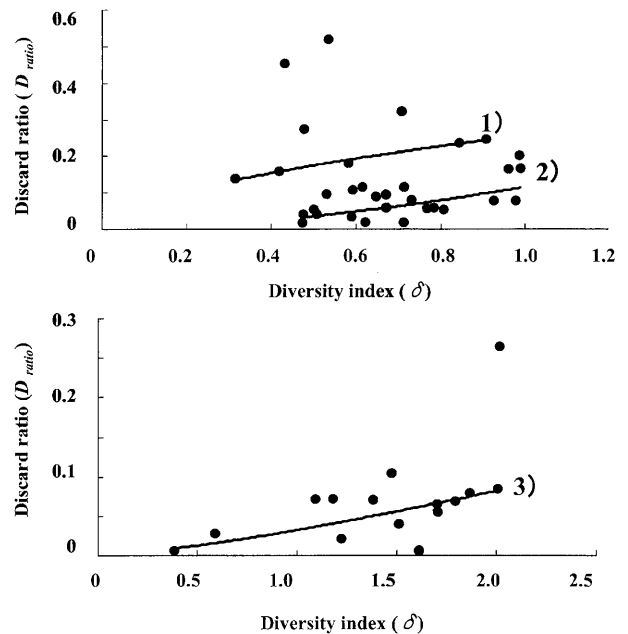 Discard ratio ( D ratio )
0.6
0.4
0.2
0
1)
2)
0 0.2 0.4 0.6 0.8 1.0 1.2
Diversity index ( δ )
Discard ratio (D ratio)
0.3
0.2
0.1
0
3)
0 0.5 1.0 1.5 2.0 2.5
Diversity index ( δ )